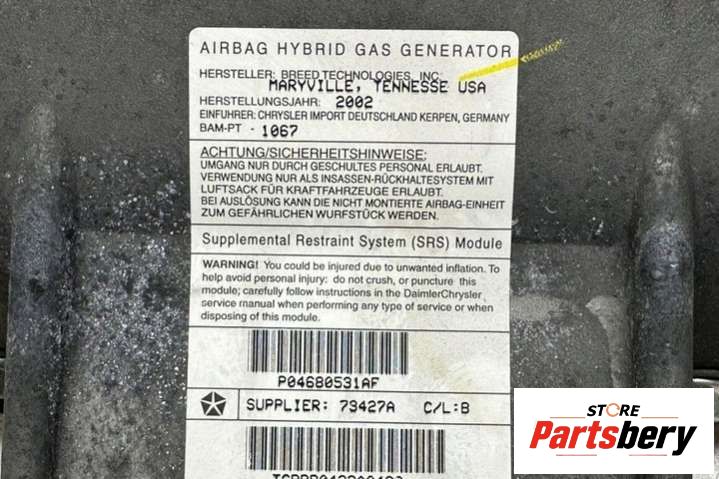 AIRBAG HYBRID GAS GENERATOR
HERSTELLER: BREED TECHNOLOGIES, INC.
MARYVILLE, TENNESSE USA
HERSTELLUNGSJAHR: 2002
EINFUHRER: CHRYSLER IMPORT DEUTSCHLAND KERPEN, GERMANY
BAM-PT - 1067
ACHTUNG/SICHERHEITSHINWEISE:
UMGANG NUR DURCH GESCHULTES PERSONAL ERLAUBT.
VERWENDUNG NUR ALS INSASSEN-RÜCKHALTESYSTEM MIT
LUFTSACK FÜR KRAFTFAHRZEUGE ERLAUBT.
BEI AUSLÖSUNG KANN DIE NICHT MONTIERTE AIRBAG-EINHEIT
ZUM GEFÄHRLICHEN WURFSTÜCK WERDEN.
Supplemental Restraint System (SRS) Module
WARNING! You could be injured due to unwanted inflation. To
help avoid personal injury: do not crush, or puncture this
module; carefully follow instructions in the DaimlerChrysler
service manual when performing any type of service or when
disposing of this module.
P04680531AF
SUPPLIER: 79427A C/L:B
STORE
Partsbery